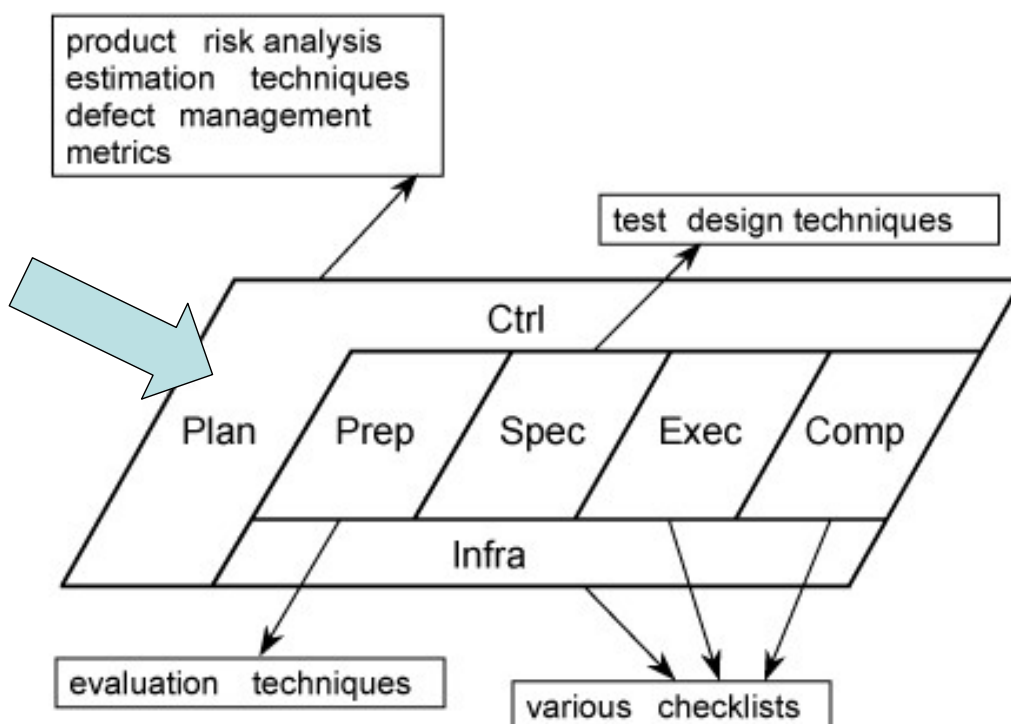 product risk analysis
estimation techniques
defect management
metrics
test design techniques
Ctrl
Plan
Prep
Spec
Exec
Comp
Infra
evaluation techniques
various checklists